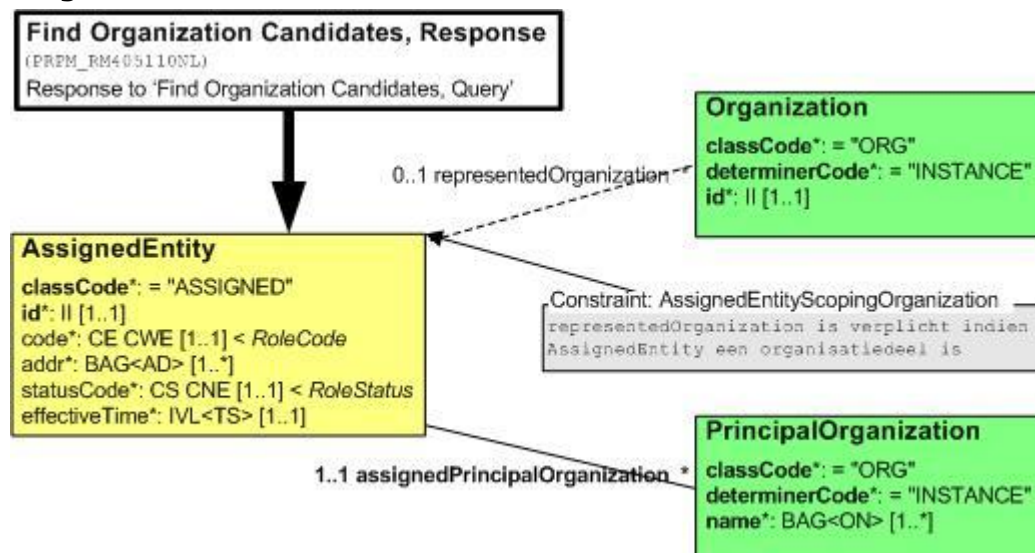 Find Organization Candidates, Response
(PRPM_RM405110NL)
Response to 'Find Organization Candidates, Query'
Organization
classCode*: = "ORG"
determinerCode*: = "INSTANCE"
id*: II [1..1]
0..1 representedOrganization *
AssignedEntity
classCode*: = "ASSIGNED"
id*: II [1..1]
code*: CE CWE [1..1] < RoleCode
addr*: BAG<AD> [1..*]
statusCode*: CS CNE [1..1] < RoleStatus
effectiveTime*: IVL<TS> [1..1]
Constraint: AssignedEntityScopingOrganization
representedOrganization is verplicht indien
AssignedEntity een organisatiedeel is
1..1 assignedPrincipalOrganization *
PrincipalOrganization
classCode*: = "ORG"
determinerCode*: = "INSTANCE"
name*: BAG<ON> [1..*]